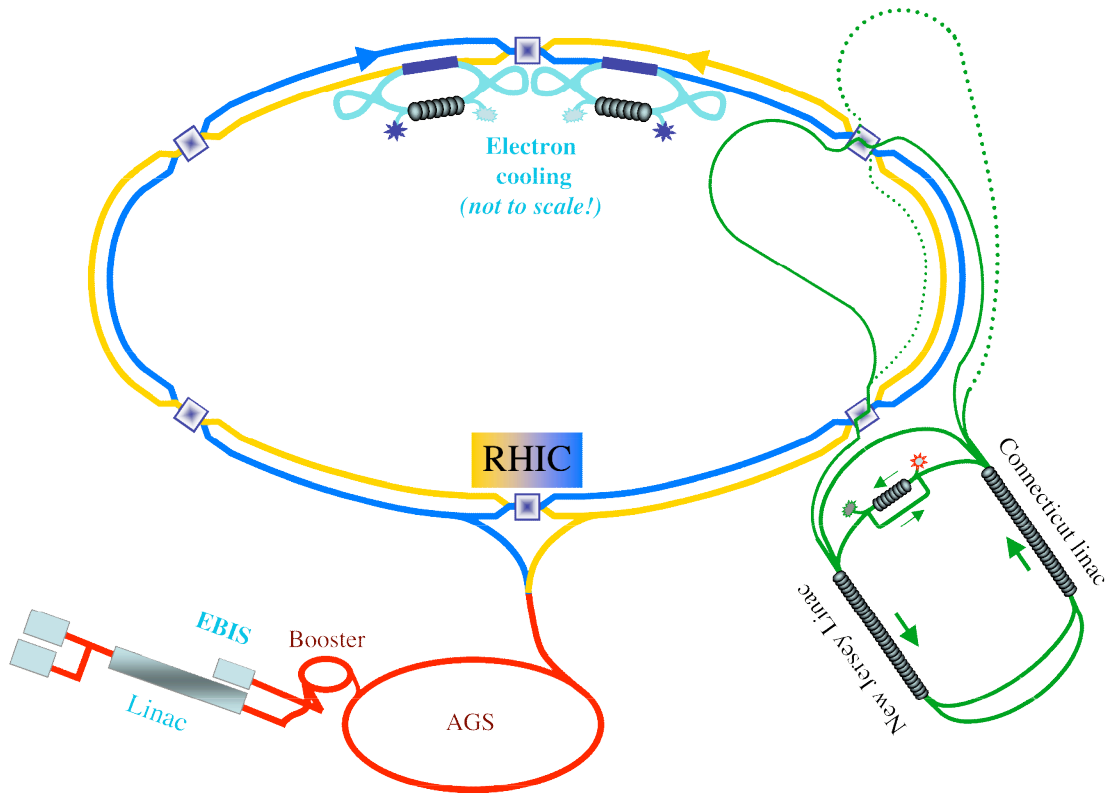 Electron
cooling
(not to scale!)
RHIC
Connecticut linac
New Jersey Linac
EBIS
Booster
Linac
AGS